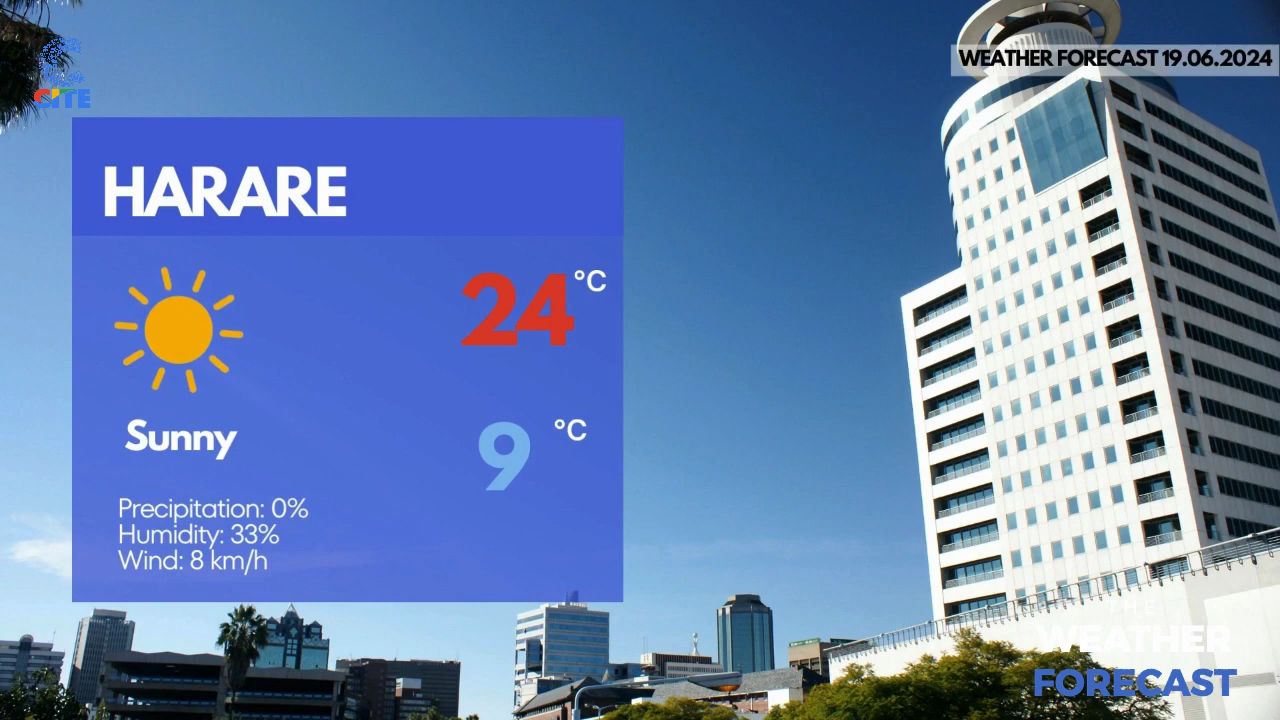 CITE
WEATHER FORECAST 19.06.2024
HARARE
24 °C
Sunny
9 °C
Precipitation: 0%
Humidity: 33%
Wind: 8 km/h
THE
WEATHER
FORECAST